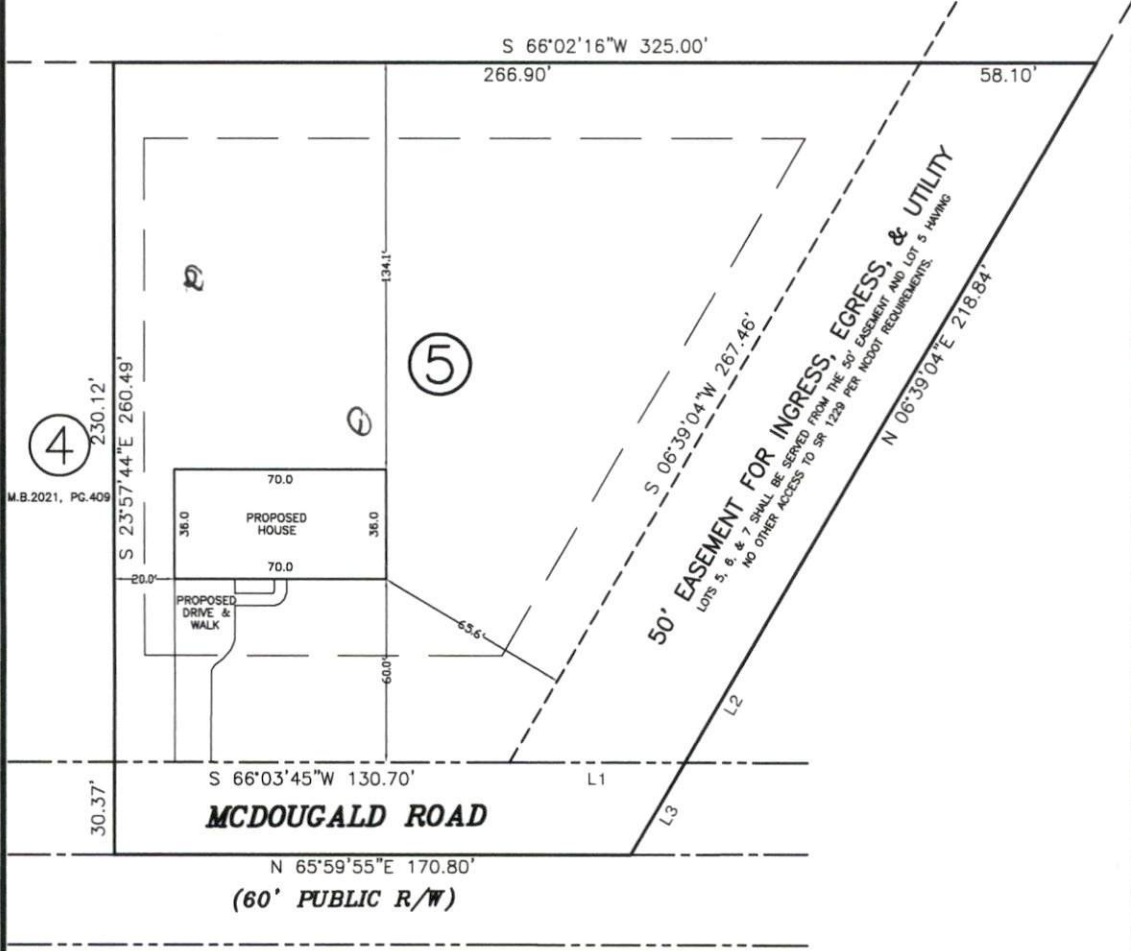 S 66°02'16"W 325.00'
266.90'
58.10'
134.1'
5
4
M.B.2021, PG.409
230.12'
S 23°57'44"E 260.49'
S 06°39'04"W 267.46'
50' EASEMENT FOR INGRESS, EGRESS, & UTILITY
LOTS 5, 6, & 7 SHALL BE SERVED FROM THE 50' EASEMENT AND LOT 5 HAVING
NO OTHER ACCESS TO SR 1229 PER NCDOT REQUIREMENTS.
N 06°39'04"E 218.84'
70.0
36.0
PROPOSED
HOUSE
36.0
70.0
20.0'
PROPOSED
DRIVE &
WALK
65.6'
60.0'
L2
S 66°03'45"W 130.70'
L1
30.37'
MCDOUGALD ROAD
L3
N 65°59'55"E 170.80'
(60' PUBLIC R/W)